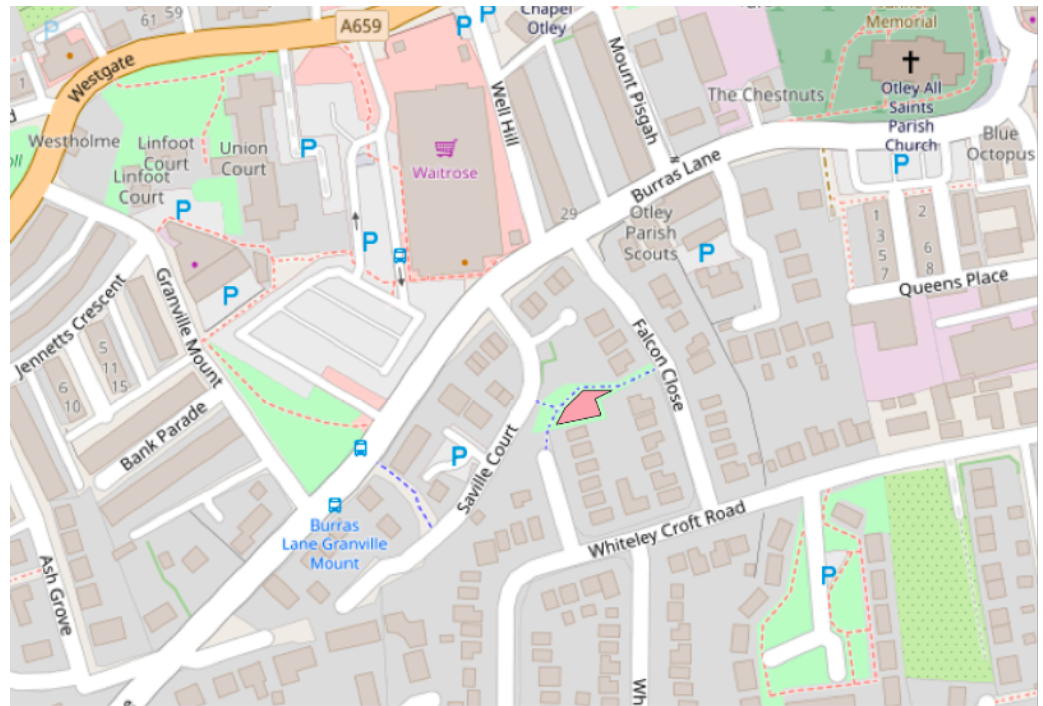 61
59
A659
Chapel
Otley
Memorial
Westgate
1
Well Hill
Mount Pisgah
The Chestnuts
Otley All
Saints
Parish
Church
Blue
Octopus
Westholme
Linfoot
Court
Linfoot
Court
Union
Court
Waitrose
P
P
P
P
P
P
P
P
P
P
P
Burras Lane
29
Otley
Parish
Scouts
1
3
5
7
2
6
8
Queens Place
Jennetts Crescent
Granville Mount
5
11
15
6
10
Bank Parade
Falcon Close
Saville Court
Burras
Lane Granville
Mount
Whiteley Croft Road
Ash Grove
Wh